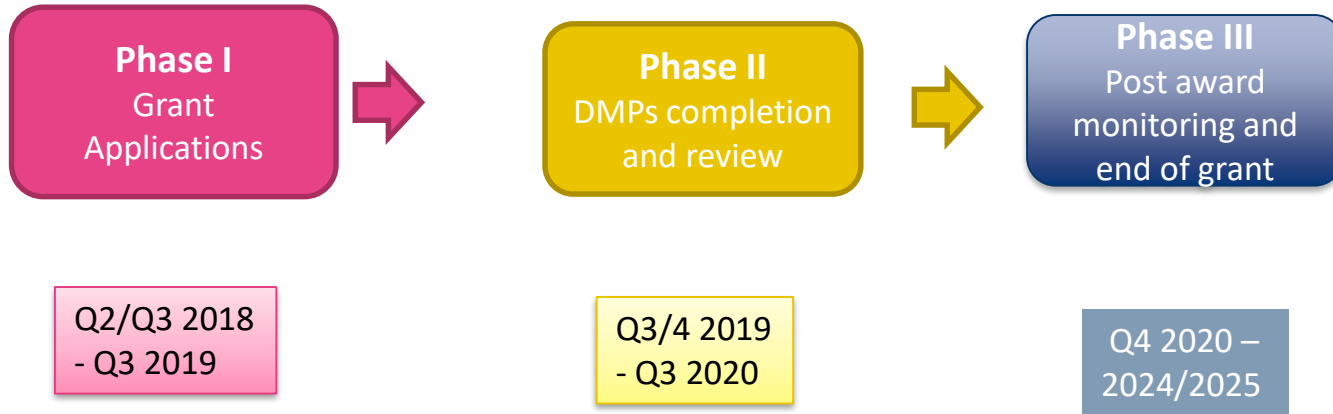 Phase I
Grant
Applications
Phase II
DMPs completion
and review
Phase III
Post award
monitoring and
end of grant
Q2/Q3 2018
- Q3 2019
Q3/4 2019
- Q3 2020
Q4 2020 –
2024/2025